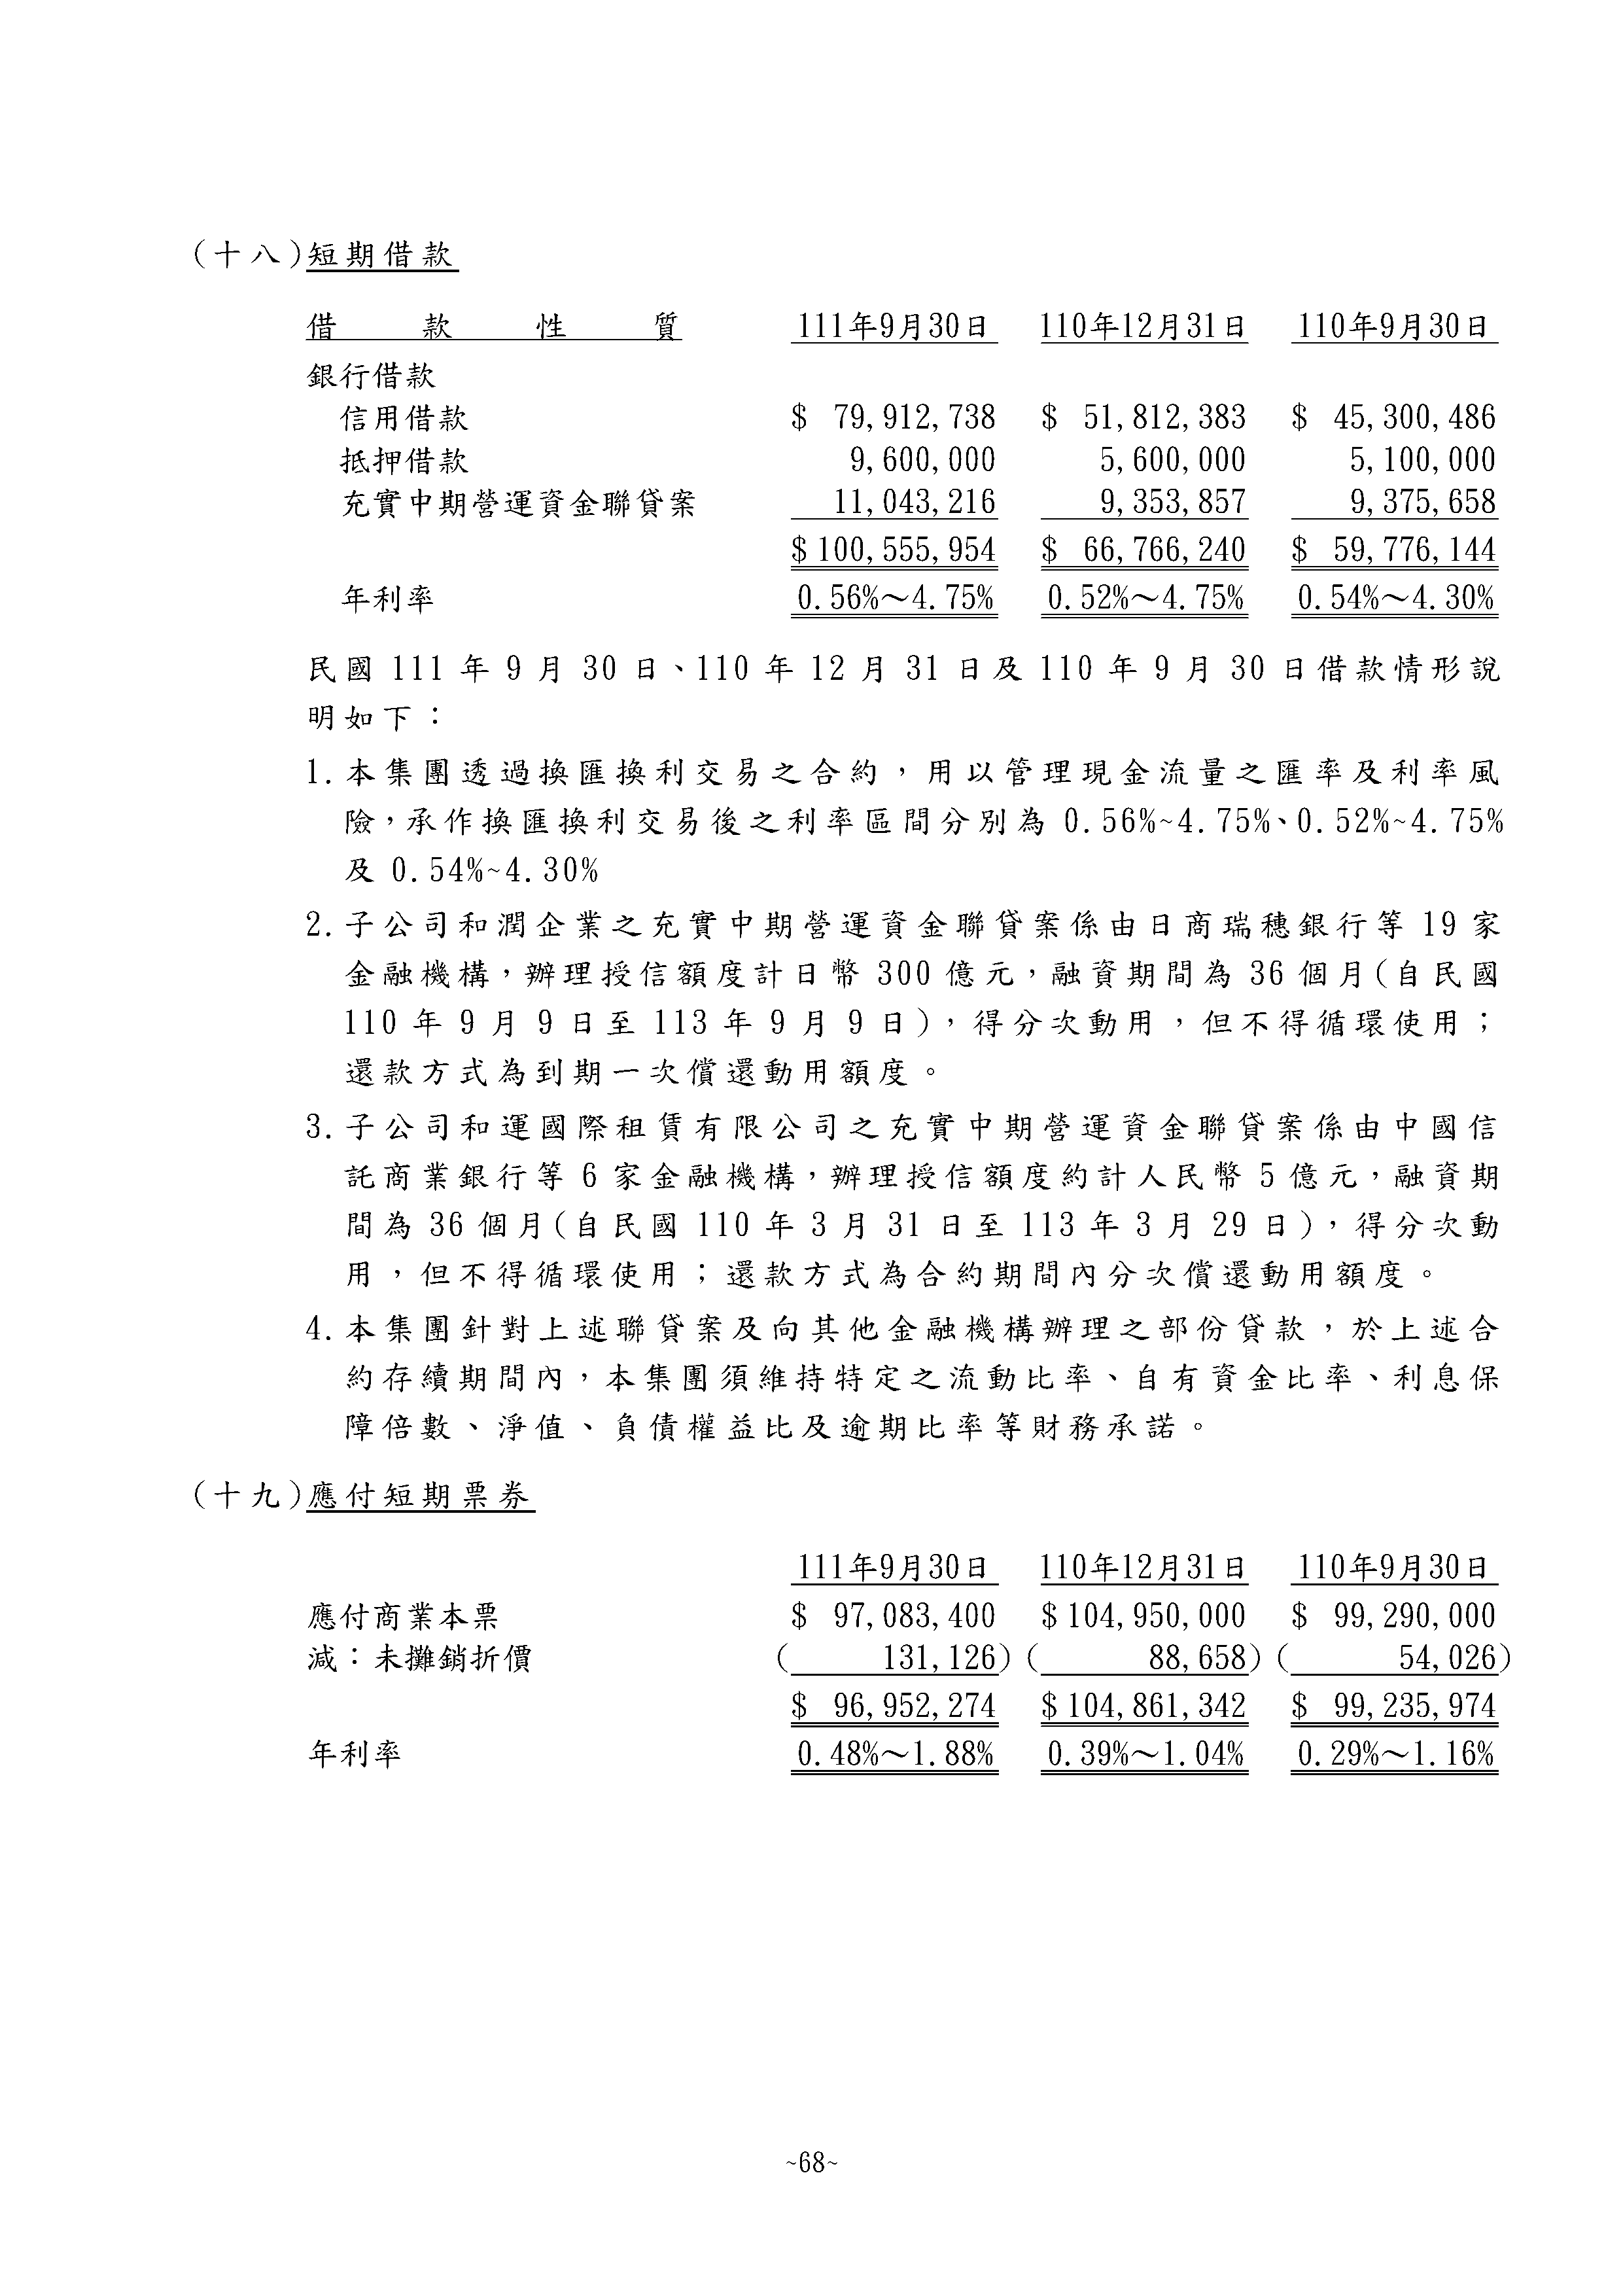 (十八)短期借款
借款性質 111年9月30日 110年12月31日 110年9月30日
銀行借款
信用借款 $ 79,912,738 $ 51,812,383 $ 45,300,486
抵押借款 9,600,000 5,600,000 5,100,000
充實中期營運資金聯貸案 11,043,216 9,353,857 9,375,658
$ 100,555,954 $ 66,766,240 $ 59,776,144
年利率 0.56%~4.75% 0.52%~4.75% 0.54%~4.30%
民國 111 年 9 月 30 日、110 年 12 月 31 日及 110 年 9 月 30 日借款情形說
明如下：
1.本集團透過換匯換利交易之合約，用以管理現金流量之匯率及利率風
險，承作換匯換利交易後之利率區間分別為 0.56%~4.75%、0.52%~4.75%
及 0.54%~4.30%
2.子公司和潤企業之充實中期營運資金聯貸案係由日商瑞穗銀行等 19 家
金融機構，辦理授信額度計日幣 300 億元，融資期間為 36 個月(自民國
110 年 9 月 9 日至 113 年 9 月 9 日)，得分次動用，但不得循環使用；
還款方式為到期一次償還動用額度。
3.子公司和運國際租賃有限公司之充實中期營運資金聯貸案係由中國信
託商業銀行等 6 家金融機構，辦理授信額度約計人民幣 5 億元，融資期
間為 36 個月(自民國 110 年 3 月 31 日至 113 年 3 月 29 日)，得分次動
用，但不得循環使用；還款方式為合約期間內分次償還動用額度。
4.本集團針對上述聯貸案及向其他金融機構辦理之部份貸款，於上述合
約存續期間內，本集團須維持特定之流動比率、自有資金比率、利息保
障倍數、淨值、負債權益比及逾期比率等財務承諾。
(十九)應付短期票券
111年9月30日 110年12月31日 110年9月30日
應付商業本票 $ 97,083,400 $ 104,950,000 $ 99,290,000
減：未攤銷折價 ( 131,126) ( 88,658) ( 54,026)
$ 96,952,274 $ 104,861,342 $ 99,235,974
年利率 0.48%~1.88% 0.39%~1.04% 0.29%~1.16%
~68~